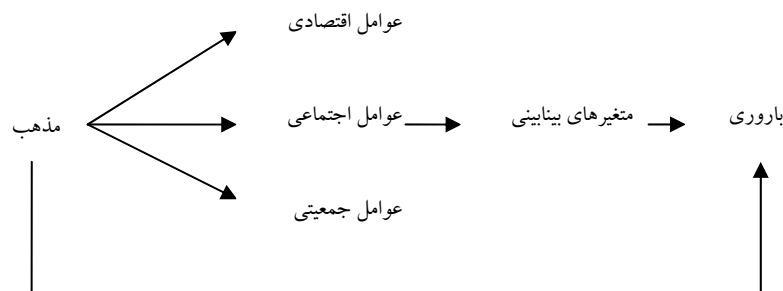 عوامل اقتصادی
مذهب
عوامل اجتماعی
متغیرهای بینابینی
باروری
عوامل جمعیتی